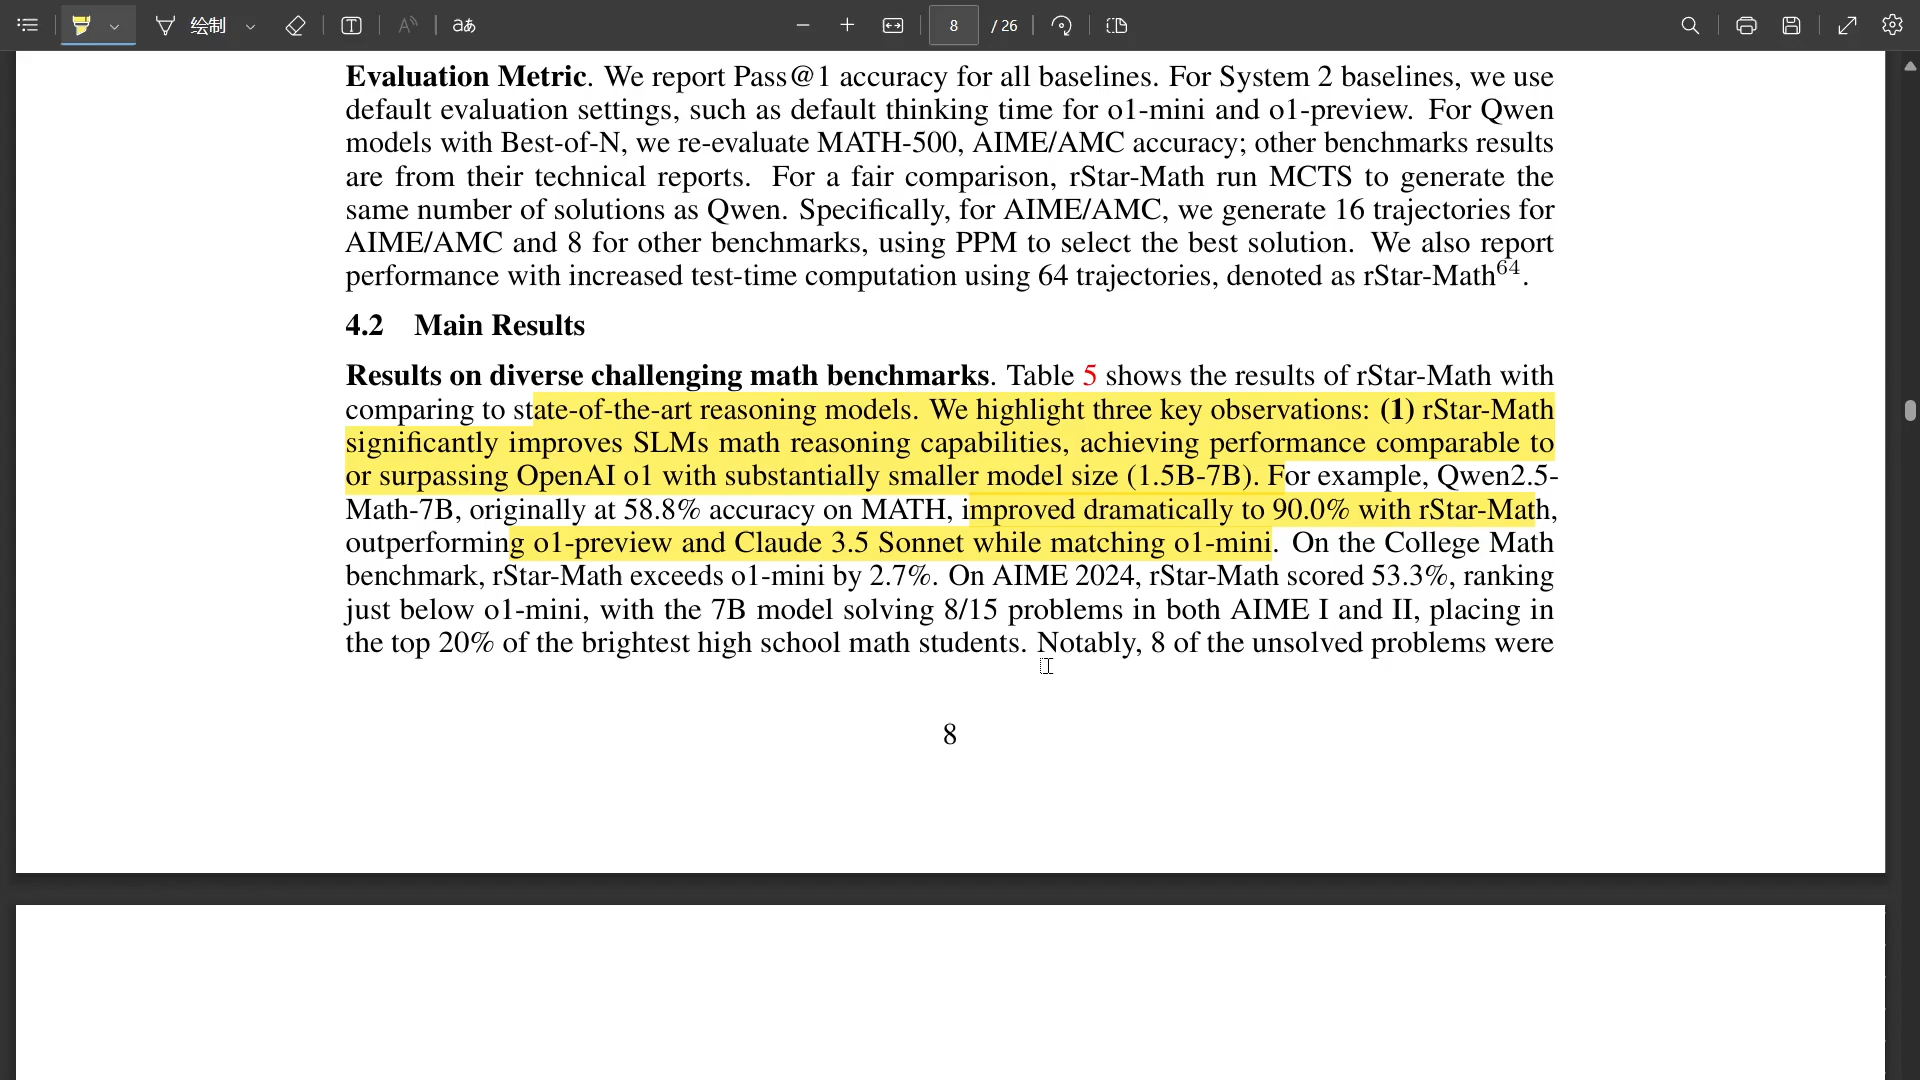 绘制 aあ 8 / 26
Evaluation Metric. We report Pass@1 accuracy for all baselines. For System 2 baselines, we use
default evaluation settings, such as default thinking time for o1-mini and o1-preview. For Qwen
models with Best-of-N, we re-evaluate MATH-500, AIME/AMC accuracy; other benchmarks results
are from their technical reports. For a fair comparison, rStar-Math run MCTS to generate the
same number of solutions as Qwen. Specifically, for AIME/AMC, we generate 16 trajectories for
AIME/AMC and 8 for other benchmarks, using PPM to select the best solution. We also report
performance with increased test-time computation using 64 trajectories, denoted as rStar-Math⁶⁴.
4.2 Main Results
Results on diverse challenging math benchmarks. Table 5 shows the results of rStar-Math with
comparing to state-of-the-art reasoning models. We highlight three key observations: (1) rStar-Math
significantly improves SLMs math reasoning capabilities, achieving performance comparable to
or surpassing OpenAI o1 with substantially smaller model size (1.5B-7B). For example, Qwen2.5-
Math-7B, originally at 58.8% accuracy on MATH, improved dramatically to 90.0% with rStar-Math,
outperforming o1-preview and Claude 3.5 Sonnet while matching o1-mini. On the College Math
benchmark, rStar-Math exceeds o1-mini by 2.7%. On AIME 2024, rStar-Math scored 53.3%, ranking
just below o1-mini, with the 7B model solving 8/15 problems in both AIME I and II, placing in
the top 20% of the brightest high school math students. Notably, 8 of the unsolved problems were
8